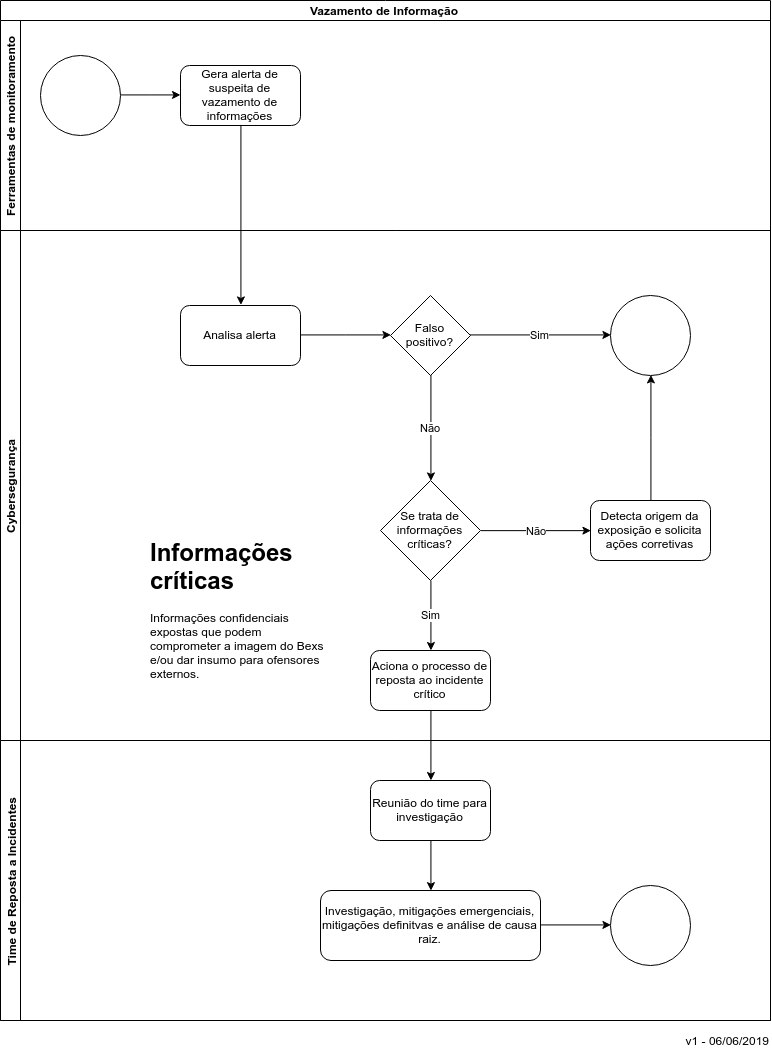 Vazamento de Informação
Ferramentas de monitoramento
Gera alerta de
suspeita de
vazamento de
informações
Cybersegurança
Analisa alerta
Falso
positivo?
Sim
Não
Se trata de
informações
críticas?
Não
Detecta origem da
exposição e solicita
ações corretivas
Informações
críticas
Informações confidenciais
expostas que podem
comprometer a imagem do Bexs
e/ou dar insumo para ofensores
externos.
Sim
Aciona o processo de
reposta ao incidente
crítico
Time de Reposta a Incidentes
Reunião do time para
investigação
Investigação, mitigações emergenciais,
mitigações definitvas e análise de causa
raiz.
v1 - 06/06/2019